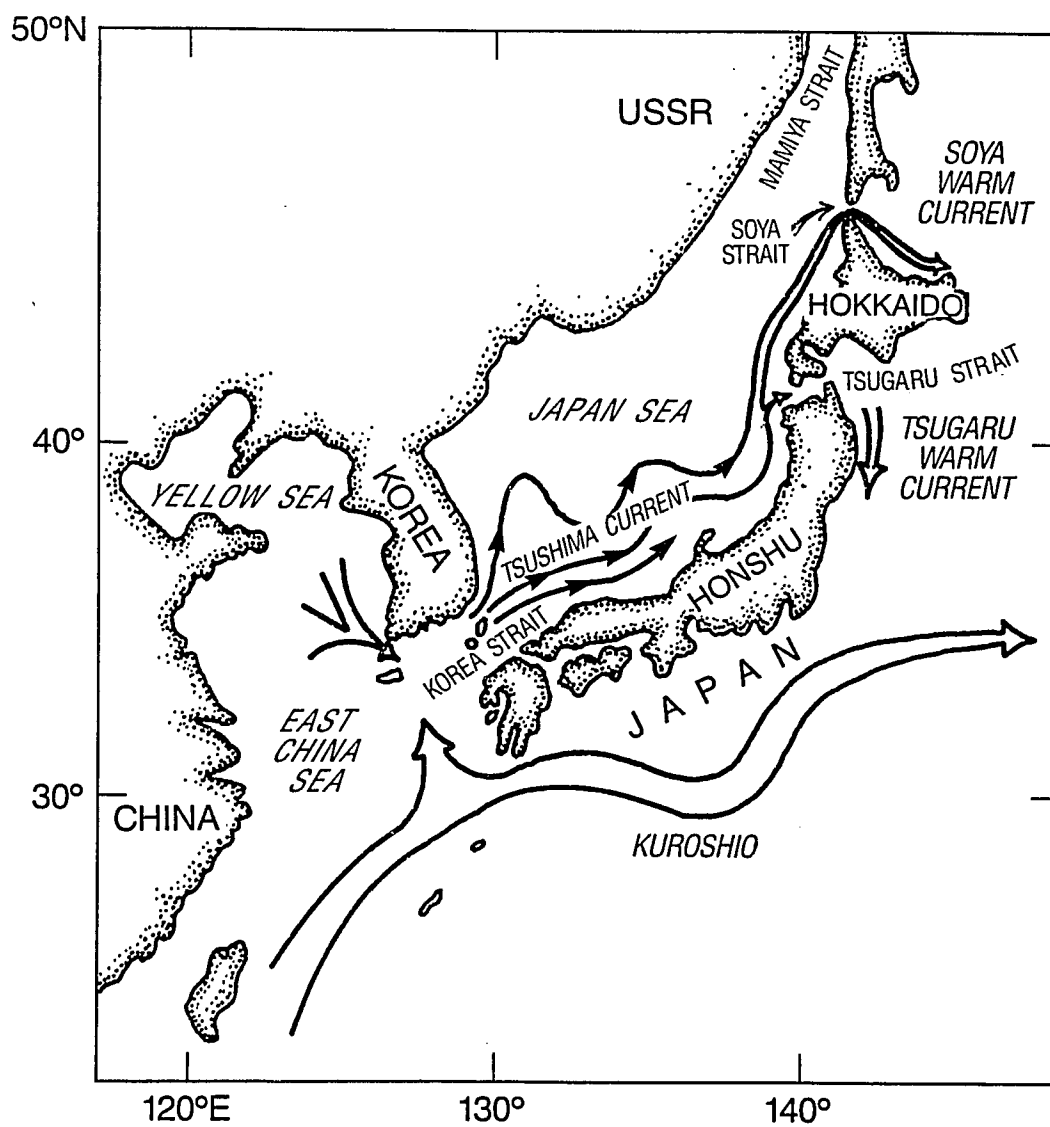 50°N
USSR
MAMIYA STRAIT
SOYA
WARM
CURRENT
SOYA
STRAIT
HOKKAIDO
TSUGARU STRAIT
JAPAN SEA
40°
TSUGARU
WARM
CURRENT
YELLOW SEA
KOREA
TSUSHIMA CURRENT
HONSHU
KOREA STRAIT
JAPAN
EAST
CHINA
SEA
30°
CHINA
KUROSHIO
120°E
130°
140°